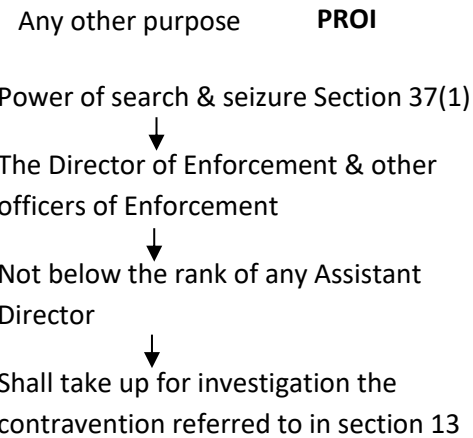 Any other purpose PROI
Power of search & seizure Section 37(1)
The Director of Enforcement & other
officers of Enforcement
Not below the rank of any Assistant
Director
Shall take up for investigation the
contravention referred to in section 13